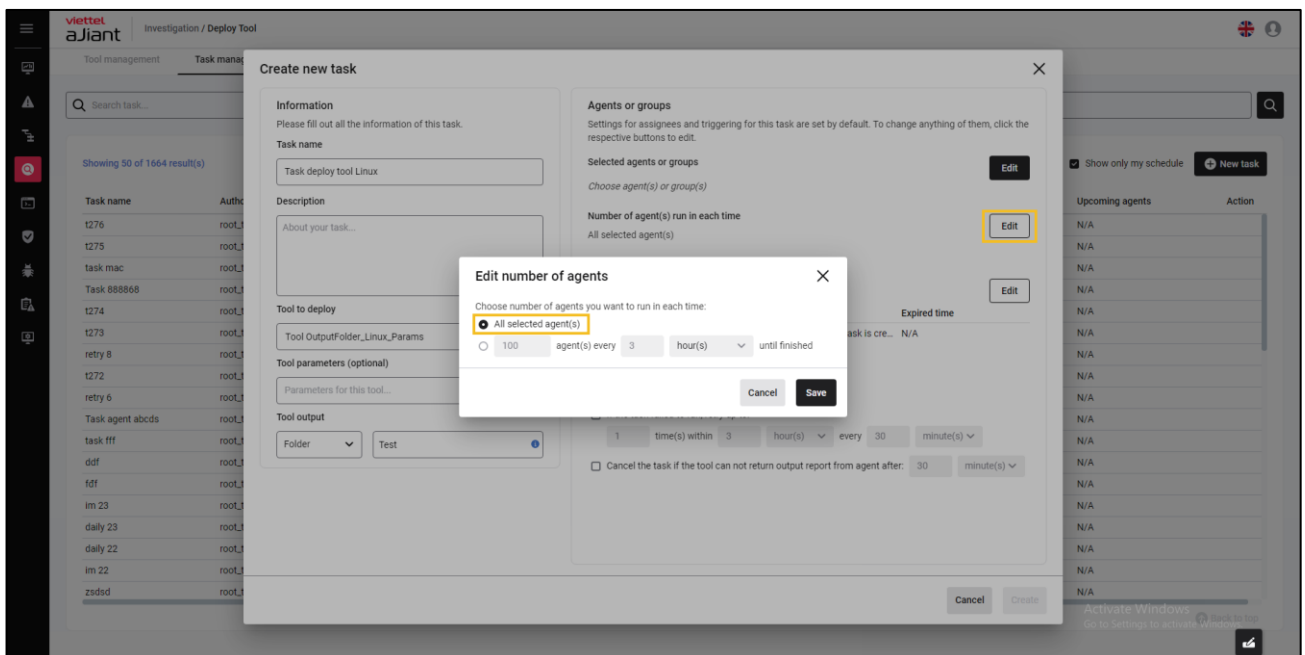 viettel
aJiant
Investigation / Deploy Tool
Tool management
Task manag
Search task...
Showing 50 of 1664 result(s)
Show only my schedule
New task
Task name
Autho
Upcoming agents
Action
t276
root_t
N/A
t275
root_t
N/A
task mac
root_t
N/A
Task 888868
root_t
N/A
t274
root_t
N/A
t273
root_t
N/A
retry 8
root_t
N/A
t272
root_t
N/A
retry 6
root_t
N/A
Task agent abcds
root_t
N/A
task fff
root_t
N/A
ddf
root_t
N/A
fdf
root_t
N/A
im 23
root_t
N/A
daily 23
root_t
N/A
daily 22
root_t
N/A
im 22
root_t
N/A
zsdsd
root_t
N/A
Create new task
Information
Please fill out all the information of this task.
Task name
Task deploy tool Linux
Description
About your task...
Tool to deploy
Tool OutputFolder_Linux_Params
Tool parameters (optional)
Parameters for this tool...
Tool output
Folder
Test
Agents or groups
Settings for assignees and triggering for this task are set by default. To change anything of them, click the
respective buttons to edit.
Selected agents or groups
Edit
Choose agent(s) or group(s)
Number of agent(s) run in each time
Edit
All selected agent(s)
Edit
Expired time
ask is cre... N/A
1 time(s) within 3 hour(s) every 30 minute(s)
Cancel the task if the tool can not return output report from agent after: 30 minute(s)
Cancel
Create
Edit number of agents
Choose number of agents you want to run in each time:
All selected agent(s)
100 agent(s) every 3 hour(s) until finished
Cancel
Save
Activate Windows
Go to Settings to activate Windows.
Back to top